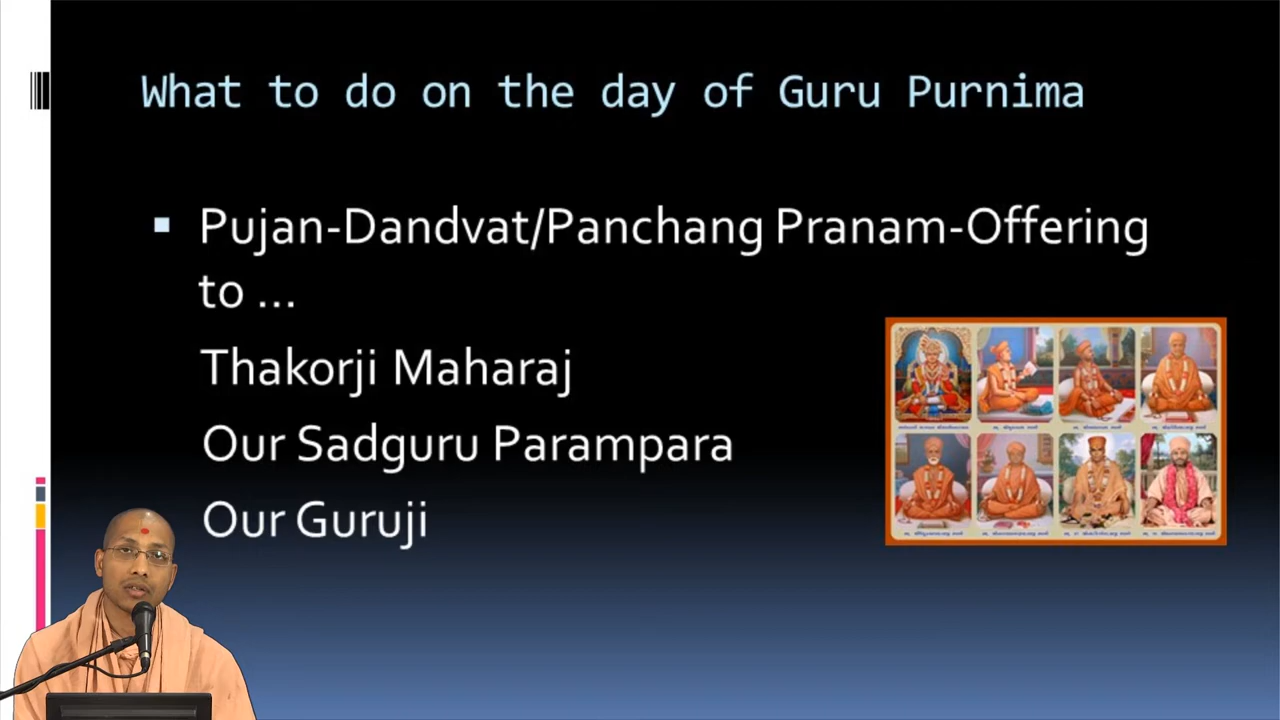 What to do on the day of Guru Purnima
Pujan-Dandvat/Panchang Pranam-Offering
to ...
Thakorji Maharaj
Our Sadguru Parampara
Our Guruji